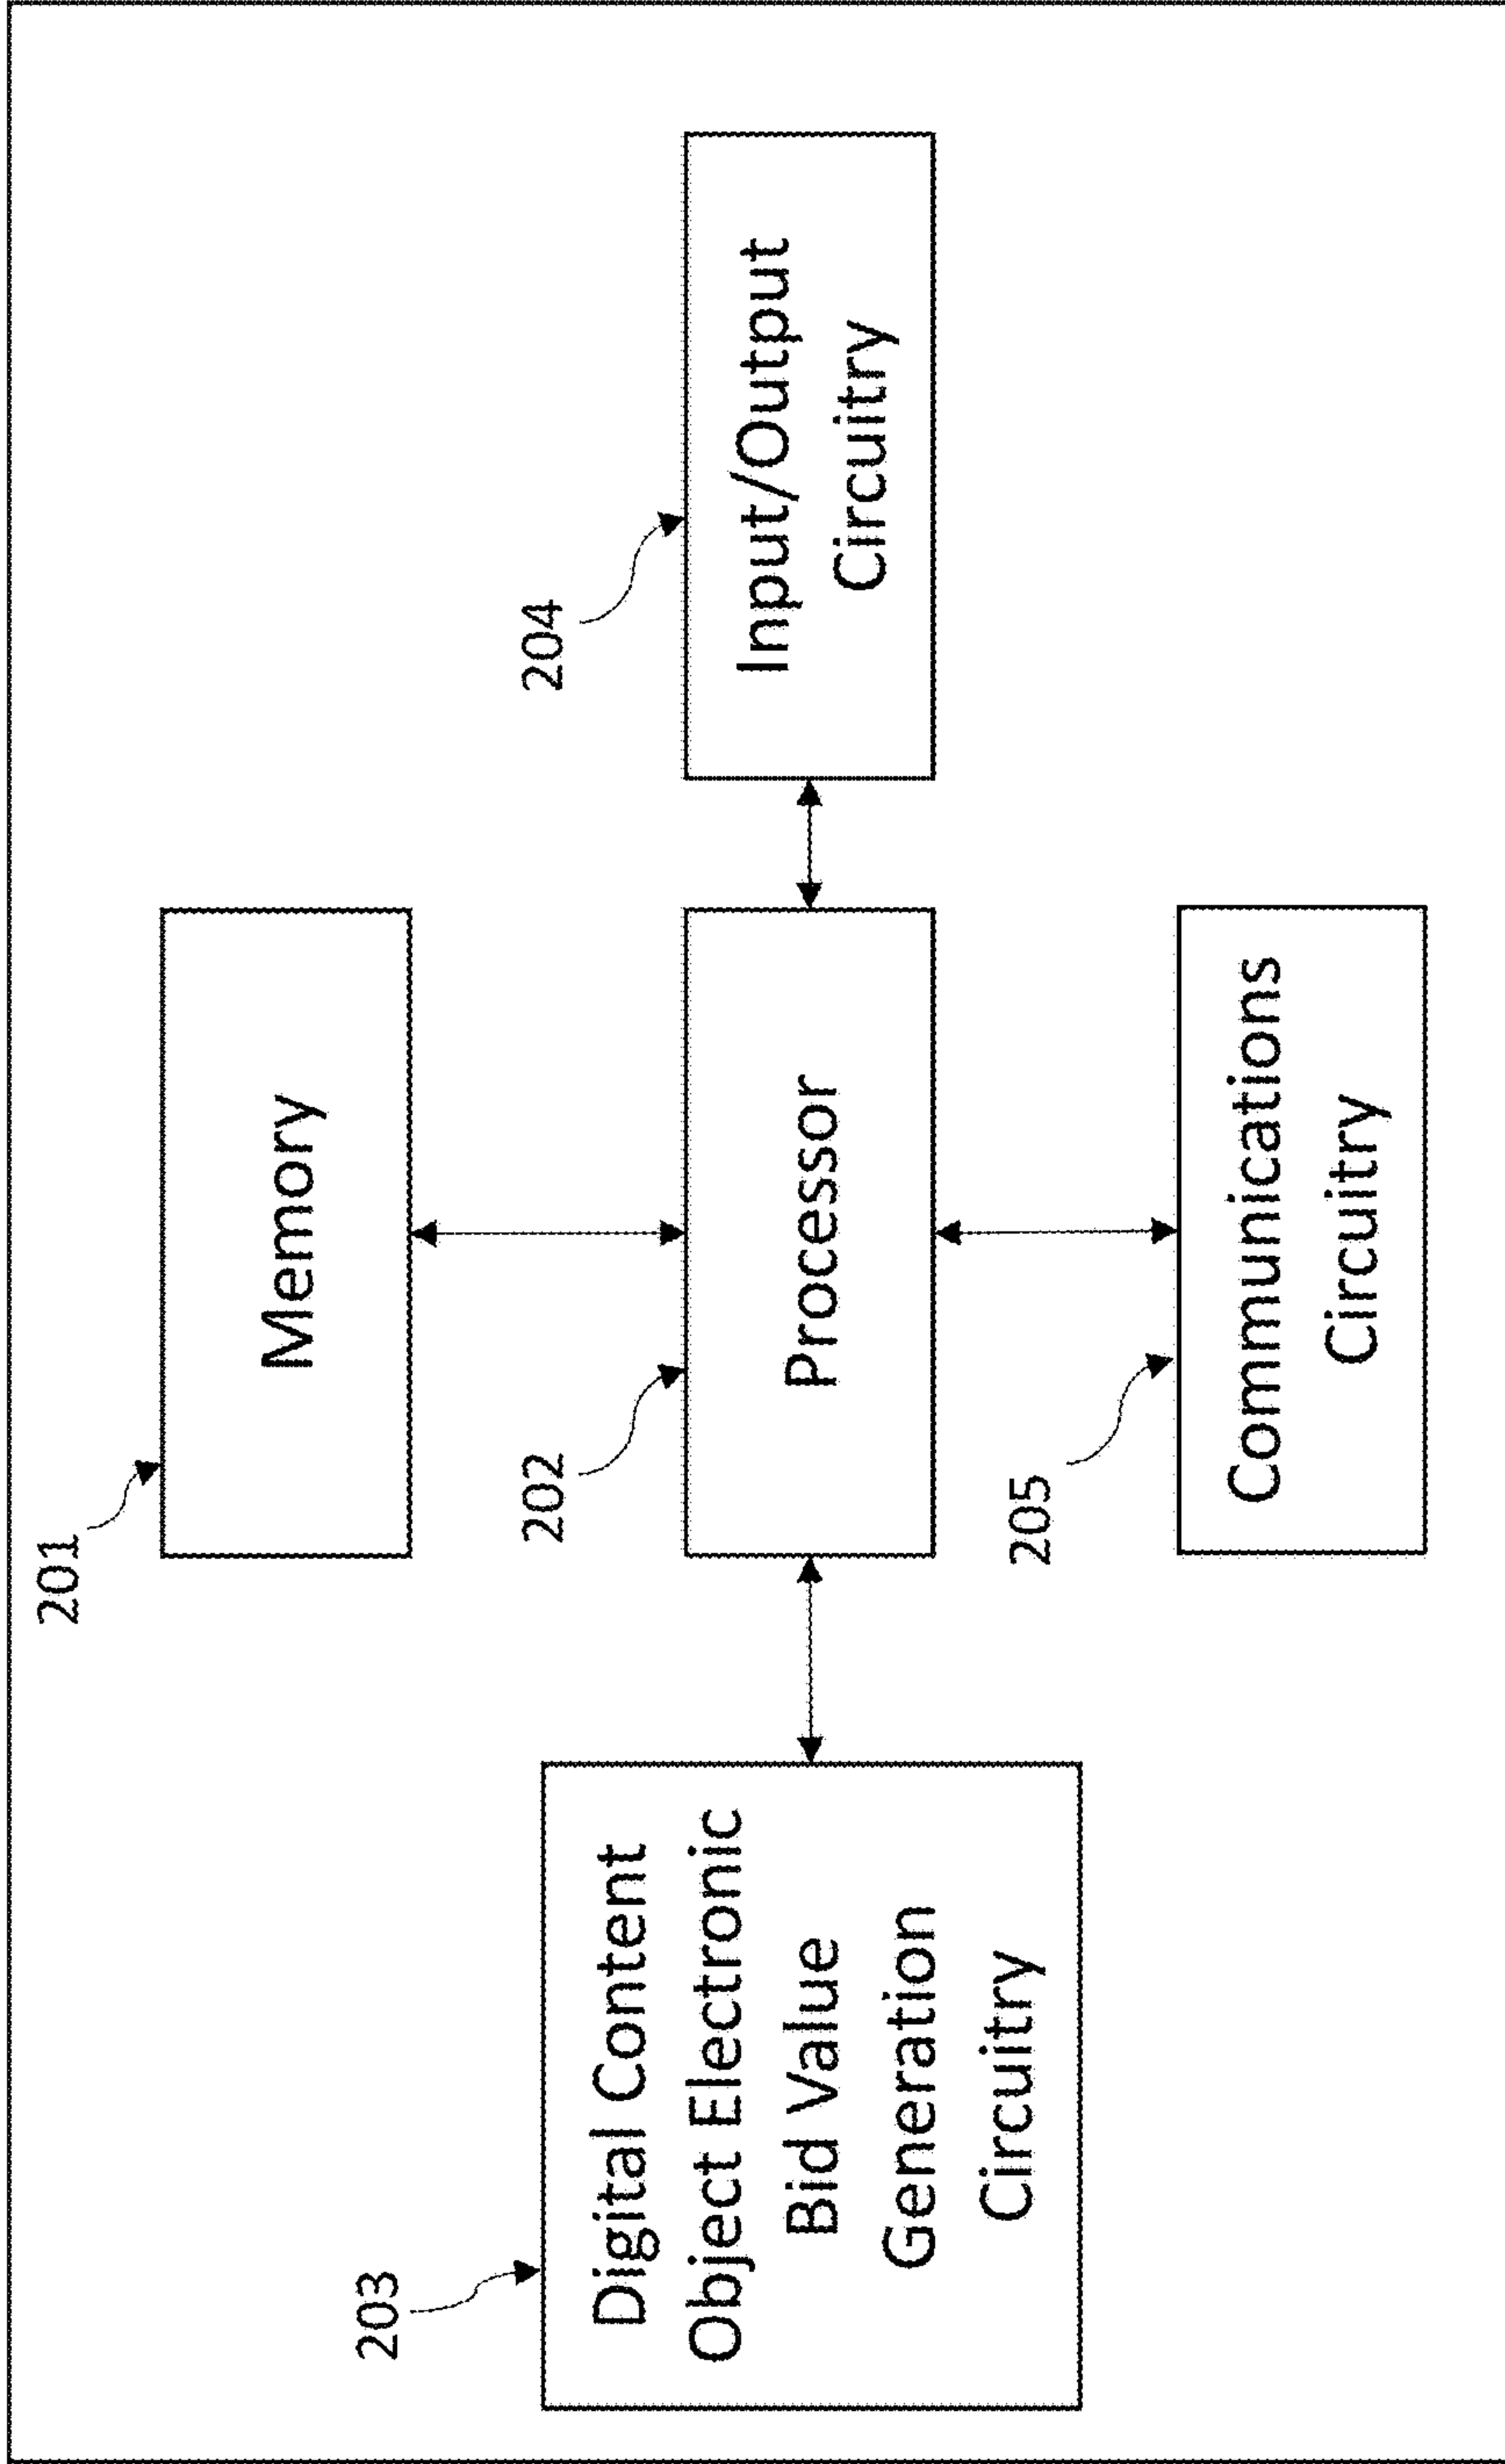 201
Memory
202
Processor
203
Digital Content
Object Electronic
Bid Value
Generation
Circuitry
204
Input/Output
Circuitry
205
Communications
Circuitry